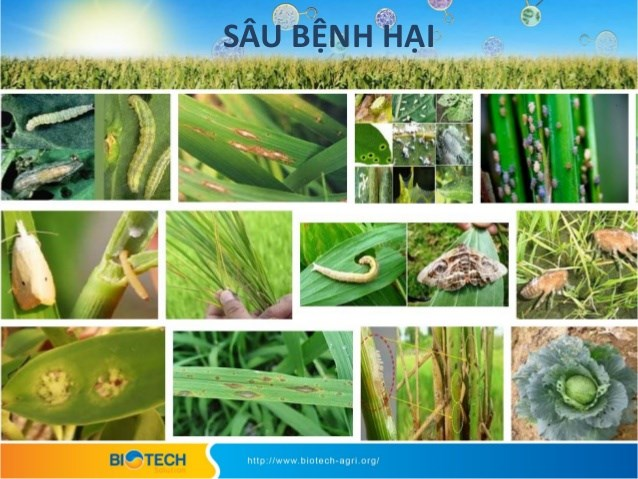 SÂU BỆNH HẠI
BIOTECH
http://www.biotech-agri.org/